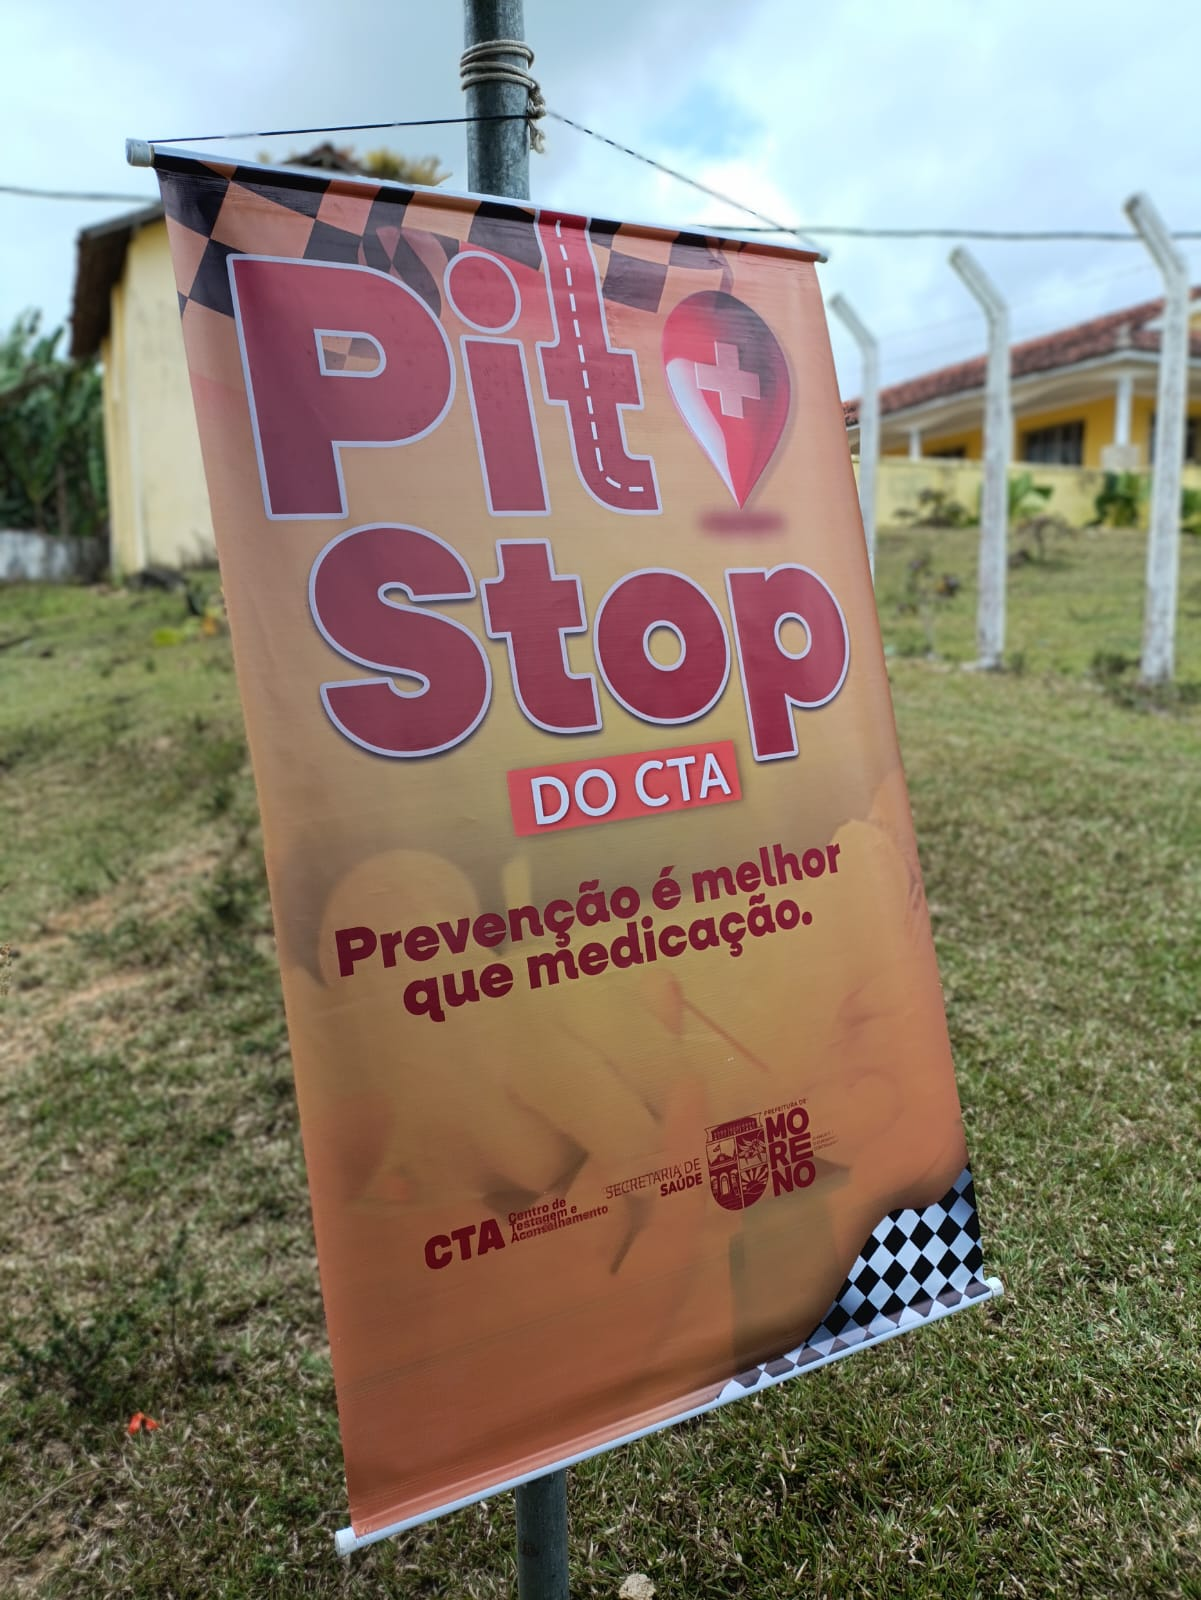 Pit
Stop
DO CTA
Prevenção é melhor
que medicação.
CTA
Centro de
Testagem e
Aconselhamento
SECRETARIA DE
SAÚDE
PREFEITURA DE
MO
RE
NO